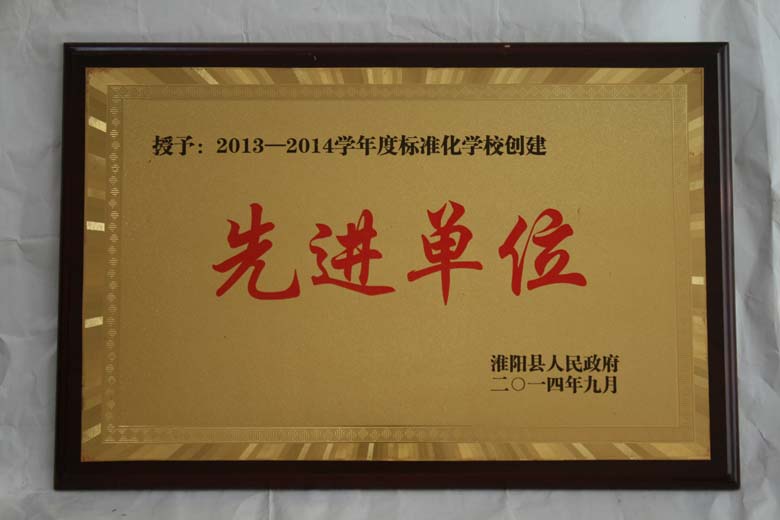 授予：2013—2014学年度标准化学校创建
先进单位
淮阳县人民政府
二〇一四年九月